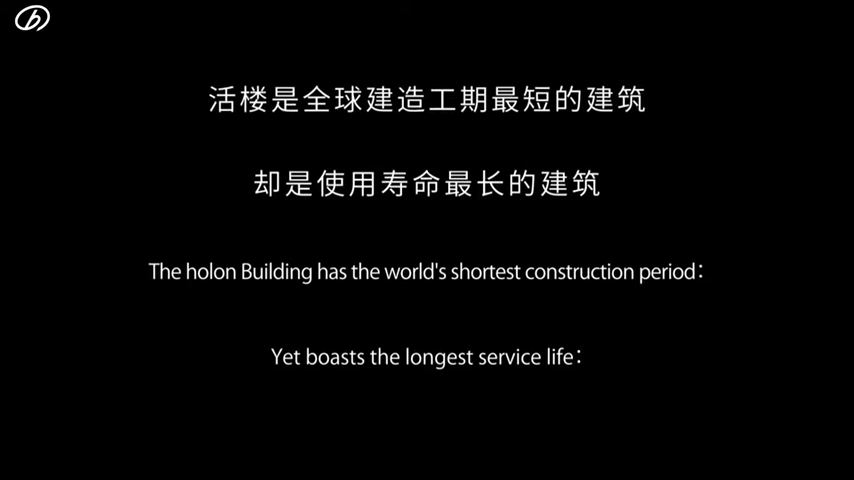 活楼是全球建造工期最短的建筑
却是使用寿命最长的建筑
The holon Building has the world's shortest construction period:
Yet boasts the longest service life: